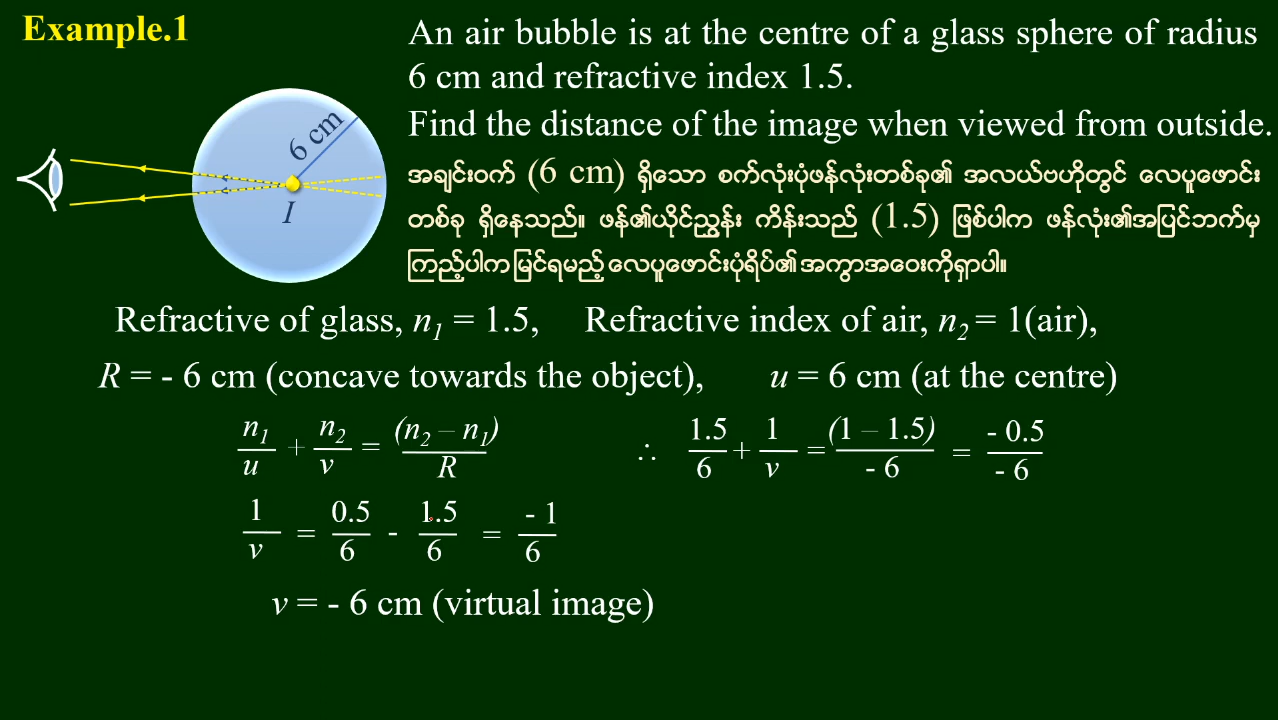 Example.1
An air bubble is at the centre of a glass sphere of radius
6 cm and refractive index 1.5.
Find the distance of the image when viewed from outside.
အချင်းဝက် (6 cm) ရှိသော စက်လုံးပုံဖန်လုံးတစ်ခု၏ အလယ်ဗဟိုတွင် လေပူဖောင်း
တစ်ခု ရှိနေသည်။ ဖန်၏ယိုင်ညွှန်း ကိန်းသည် (1.5) ဖြစ်ပါက ဖန်လုံး၏အပြင်ဘက်မှ
ကြည့်ပါက မြင်ရမည့် လေပူဖောင်းပုံရိပ်၏ အကွာအဝေးကိုရှာပါ။
6 cm
I
Refractive of glass, n₁ = 1.5, Refractive index of air, n₂ = 1(air),
R = - 6 cm (concave towards the object), u = 6 cm (at the centre)
n₁/u + n₂/v = (n₂ – n₁)/R ∴ 1.5/6 + 1/v = (1 – 1.5)/- 6 = - 0.5/- 6
1/v = 0.5/6 - 1.5/6 = - 1/6
v = - 6 cm (virtual image)